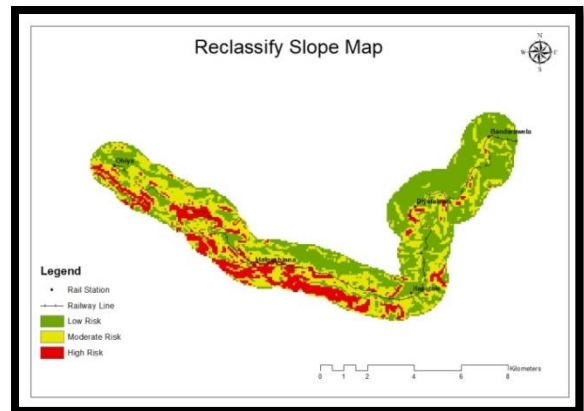 Reclassify Slope Map
N
W
E
S
Bandarawela
Ohiya
Diyatalawa
Haputale
Legend
Rail Station
Railway Line
Low Risk
Moderate Risk
High Risk
Kilometers
0 1 2 4 6 8